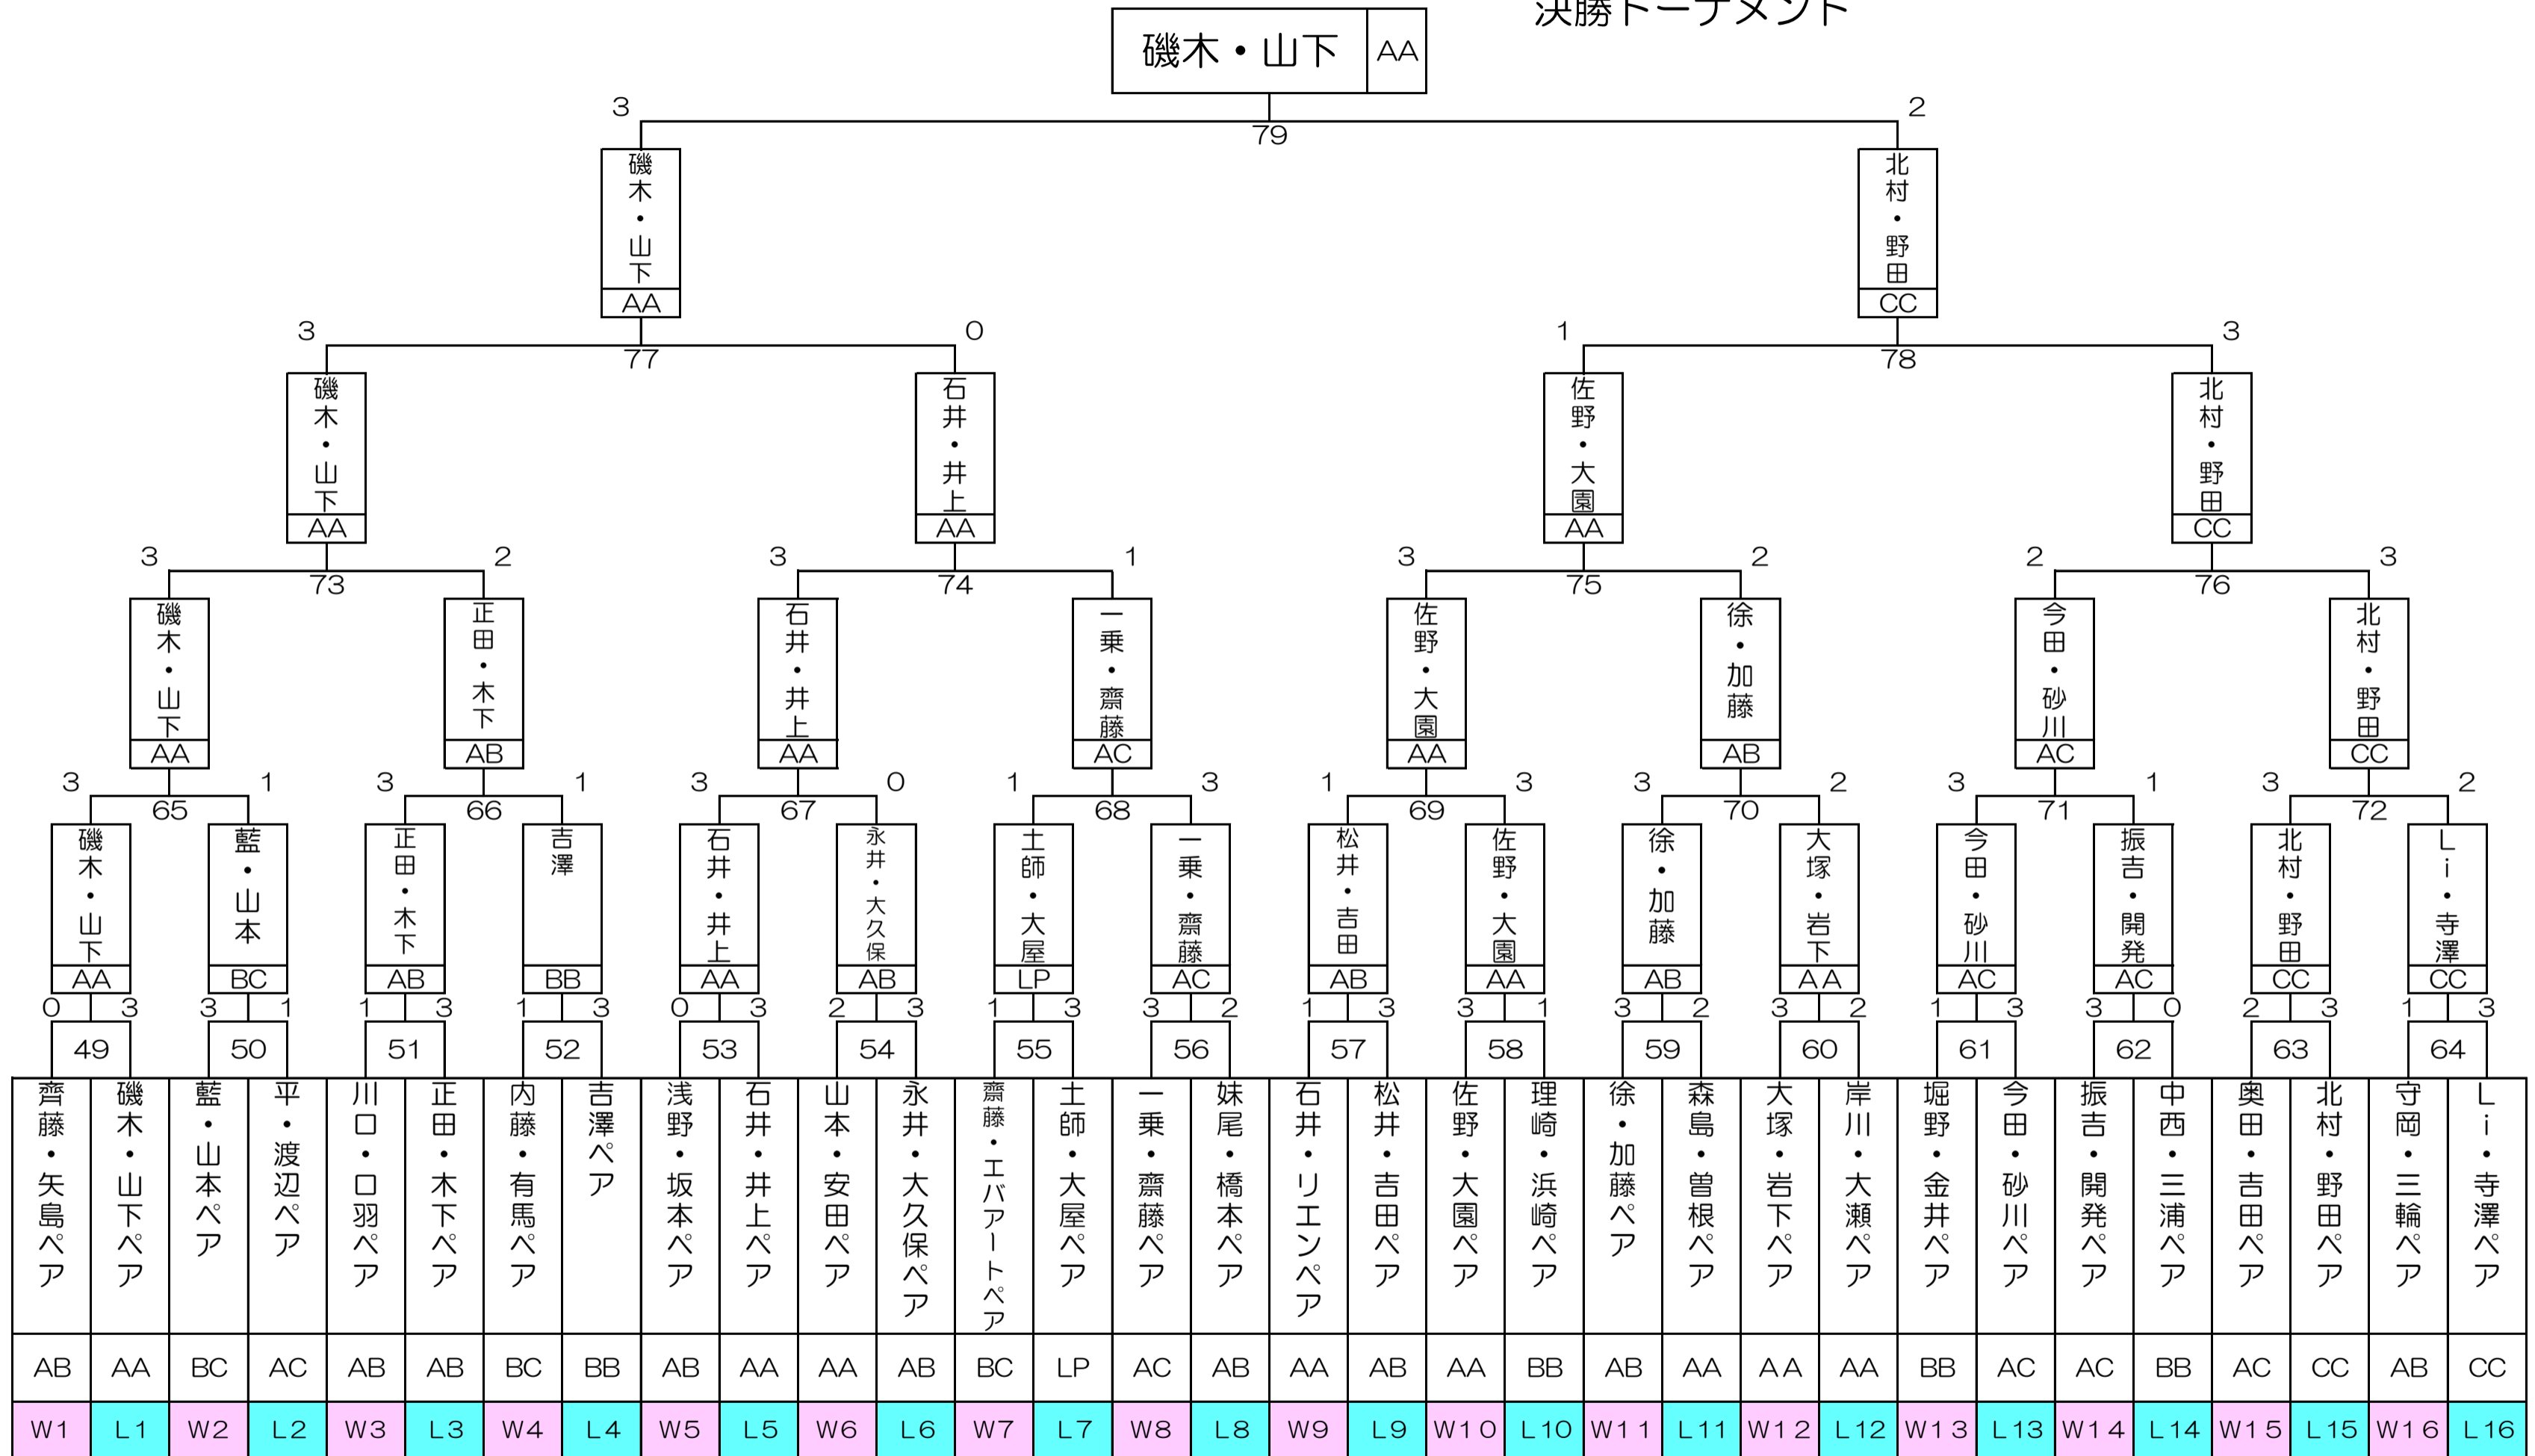 決勝トーナメント
磯木・山下 AA
3 2
79
磯木・山下 北村・野田
AA CC
3 0 1 3
77 78
磯木・山下 石井・井上 佐野・大園 北村・野田
AA AA AA CC
3 2 3 1 3 2 2 3
73 74 75 76
磯木・山下 正田・木下 石井・井上 一乗・齋藤 佐野・大園 徐・加藤 今田・砂川 北村・野田
AA AB AA AC AA AB AC CC
3 1 3 1 3 0 1 3 1 3 3 2 3 1 3 2
65 66 67 68 69 70 71 72
磯木・山下 藍・山本 正田・木下 吉澤 石井・井上 永井・大久保 土師・大屋 一乗・齋藤 松井・吉田 佐野・大園 徐・加藤 大塚・岩下 今田・砂川 振吉・開発 北村・野田 Li・寺澤
AA BC AB BB AA AB LP AC AB AA AB AA AC AC CC CC
0 3 3 1 1 3 1 3 0 3 2 3 1 3 3 2 1 3 3 1 3 2 3 2 1 3 3 0 2 3 1 3
49 50 51 52 53 54 55 56 57 58 59 60 61 62 63 64
齊藤・矢島ペア 磯木・山下ペア 藍・山本ペア 平・渡辺ペア 川口・口羽ペア 正田・木下ペア 内藤・有馬ペア 吉澤ペア 浅野・坂本ペア 石井・井上ペア 山本・安田ペア 永井・大久保ペア 齋藤・エバアートペア 土師・大屋ペア 一乗・齋藤ペア 妹尾・橋本ペア 石井・リエンペア 松井・吉田ペア 佐野・大園ペア 理崎・浜崎ペア 徐・加藤ペア 森島・曽根ペア 大塚・岩下ペア 岸川・大瀬ペア 堀野・金井ペア 今田・砂川ペア 振吉・開発ペア 中西・三浦ペア 奥田・吉田ペア 北村・野田ペア 守岡・三輪ペア Li・寺澤ペア
AB AA BC AC AB AB BC BB AB AA AA AB BC LP AC AB AA AB AA BB AB AA AA AA BB AC AC BB AC CC AB CC
W1 L1 W2 L2 W3 L3 W4 L4 W5 L5 W6 L6 W7 L7 W8 L8 W9 L9 W10 L10 W11 L11 W12 L12 W13 L13 W14 L14 W15 L15 W16 L16